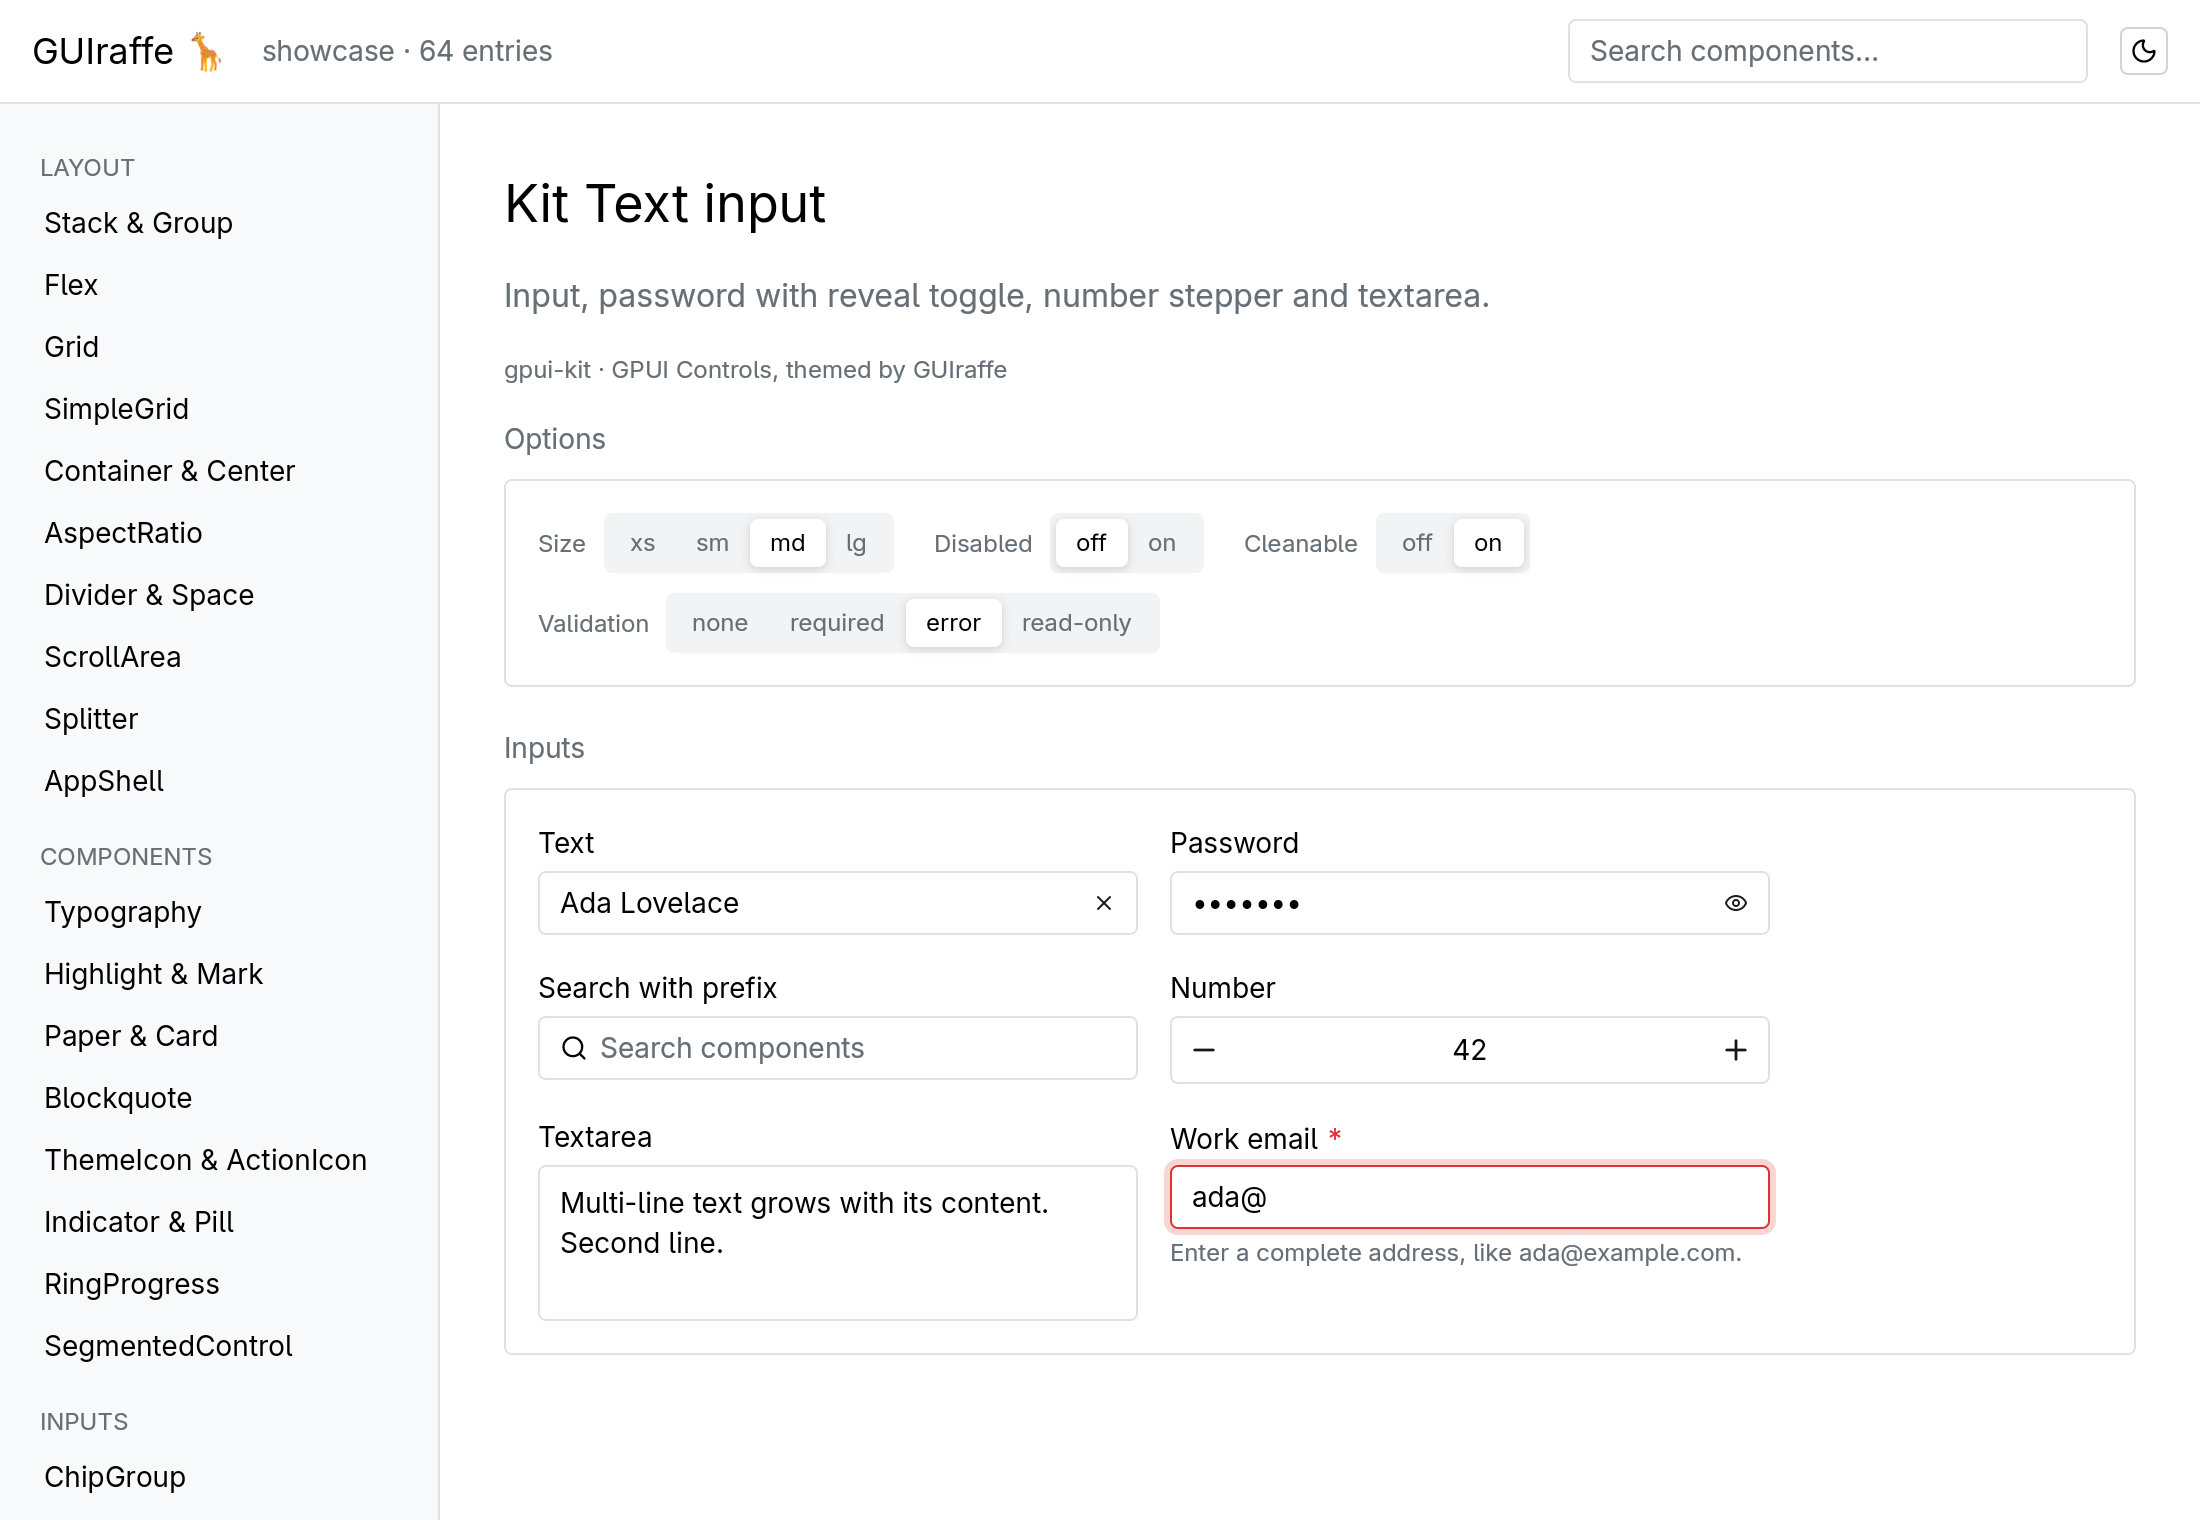 GUIraffe 🦒 showcase · 64 entries
Search components...
LAYOUT
Stack & Group
Flex
Grid
SimpleGrid
Container & Center
AspectRatio
Divider & Space
ScrollArea
Splitter
AppShell
COMPONENTS
Typography
Highlight & Mark
Paper & Card
Blockquote
ThemeIcon & ActionIcon
Indicator & Pill
RingProgress
SegmentedControl
INPUTS
ChipGroup
Kit Text input
Input, password with reveal toggle, number stepper and textarea.
gpui-kit · GPUI Controls, themed by GUIraffe
Options
Size xs sm md lg Disabled off on Cleanable off on
Validation none required error read-only
Inputs
Text
Ada Lovelace
Password
•••••••
Search with prefix
Search components
Number
42
Textarea
Multi-line text grows with its content.
Second line.
Work email *
ada@
Enter a complete address, like ada@example.com.